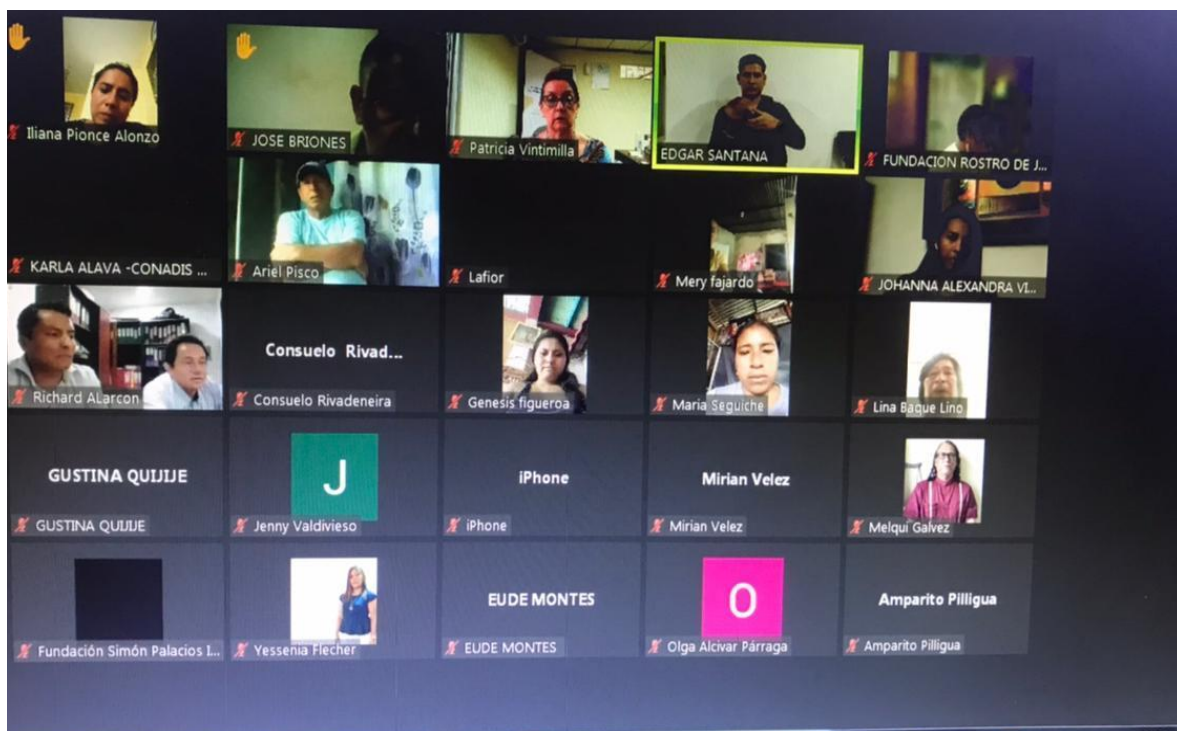 Iliana Pionce Alonzo
JOSE BRIONES
Patricia Vintimilla
EDGAR SANTANA
FUNDACION ROSTRO DE J...
KARLA ALAVA -CONADIS ...
Ariel Pisco
Lafior
Mery fajardo
JOHANNA ALEXANDRA VI...
Richard ALarcon
Consuelo Rivad...
Consuelo Rivadeneira
Genesis figueroa
Maria Seguiche
Lina Baque Lino
GUSTINA QUIJIJE
GUSTINA QUIJIJE
J
Jenny Valdivieso
iPhone
iPhone
Mirian Velez
Mirian Velez
Melqui Galvez
Fundación Simón Palacios I...
Yessenia Flecher
EUDE MONTES
EUDE MONTES
O
Olga Alcivar Párraga
Amparito Pilligua
Amparito Pilligua